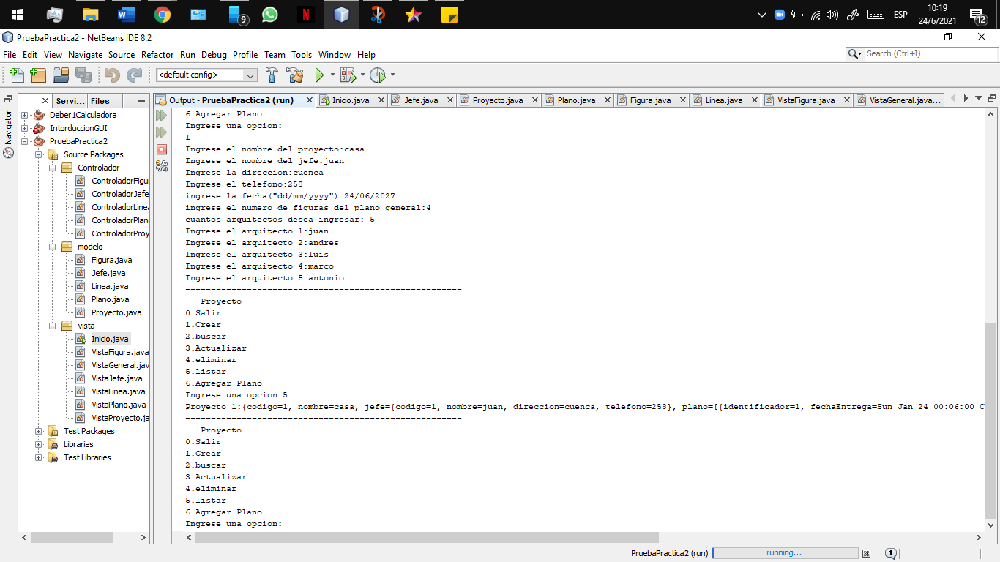 9
ESP
10:19
24/6/2021
12
PruebaPractica2 - NetBeans IDE 8.2
File Edit View Navigate Source Refactor Run Debug Profile Team Tools Window Help
Search (Ctrl+I)
<default config>
Servi... Files
Output - PruebaPractica2 (run) Inicio.java Jefe.java Proyecto.java Plano.java Figura.java Linea.java VistaFigura.java VistaGeneral.java...
Navigator
Deber1Calculadora
IntorduccionGUI
PruebaPractica2
Source Packages
Controlador
ControladorFigur
ControladorJefe
ControladorLinea
ControladorPlan
ControladorProy
modelo
Figura.java
Jefe.java
Linea.java
Plano.java
Proyecto.java
vista
Inicio.java
VistaFigura.java
VistaGeneral.jav
VistaJefe.java
VistaLinea.java
VistaPlano.java
VistaProyecto.ja
Test Packages
Libraries
Test Libraries
6.Agregar Plano
Ingrese una opcion:
1
Ingrese el nombre del proyecto:casa
Ingrese el nombre del jefe:juan
Ingrese la direccion:cuenca
Ingrese el telefono:258
ingrese la fecha("dd/mm/yyyy"):24/06/2027
ingrese el numero de figuras del plano general:4
cuantos arquitectos desea ingresar: 5
Ingrese el arquitecto 1:juan
Ingrese el arquitecto 2:andres
Ingrese el arquitecto 3:luis
Ingrese el arquitecto 4:marco
Ingrese el arquitecto 5:antonio
------------------------------------------------------
-- Proyecto --
0.Salir
1.Crear
2.buscar
3.Actualizar
4.eliminar
5.listar
6.Agregar Plano
Ingrese una opcion:5
Proyecto 1:{codigo=1, nombre=casa, jefe={codigo=1, nombre=juan, direccion=cuenca, telefono=258}, plano=[{identificador=1, fechaEntrega=Sun Jan 24 00:06:00 C
------------------------------------------------------
-- Proyecto --
0.Salir
1.Crear
2.buscar
3.Actualizar
4.eliminar
5.listar
6.Agregar Plano
Ingrese una opcion:
PruebaPractica2 (run) running... 1